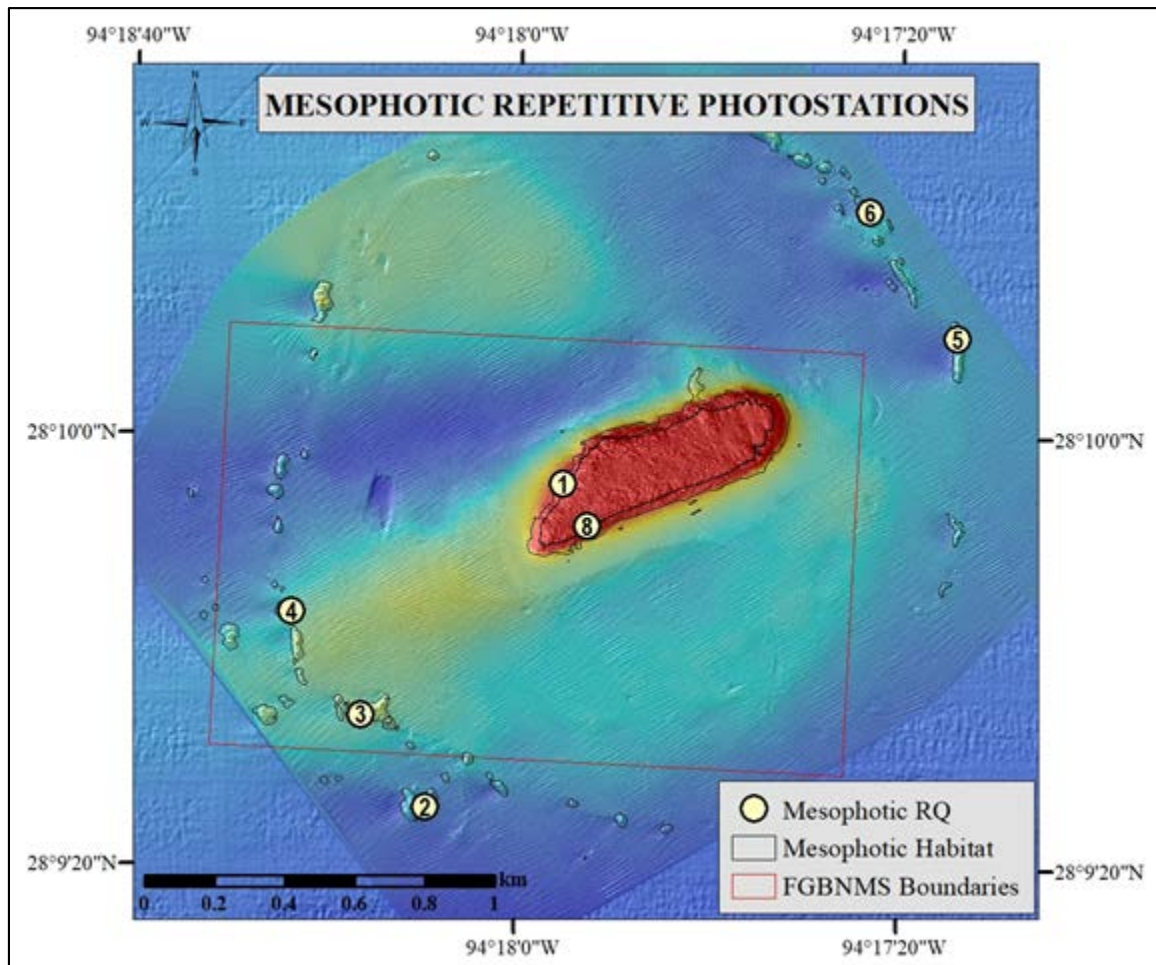 94°18'40"W 94°18'0"W 94°17'20"W
N
W E
S
MESOPHOTIC REPETITIVE PHOTOSTATIONS
6
5
28°10'0"N 28°10'0"N
1
8
4
3
2
Mesophotic RQ
Mesophotic Habitat
FGBNMS Boundaries
28°9'20"N 28°9'20"N
km
0 0.2 0.4 0.6 0.8 1
94°18'0"W 94°17'20"W